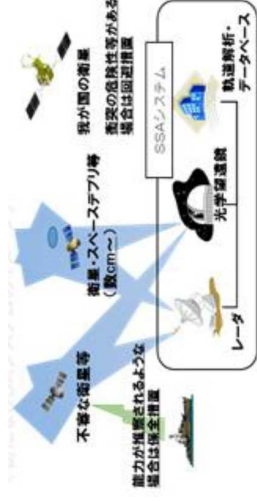 不審な衛星等
衛星・スペースデブリ等
(数cm~)
我が国の衛星
衝突の危険性等がある
場合は回避措置
能力が推察されるような
場合は保全措置
SSAシステム
レーダ
光学望遠鏡
軌道解析・
データベース